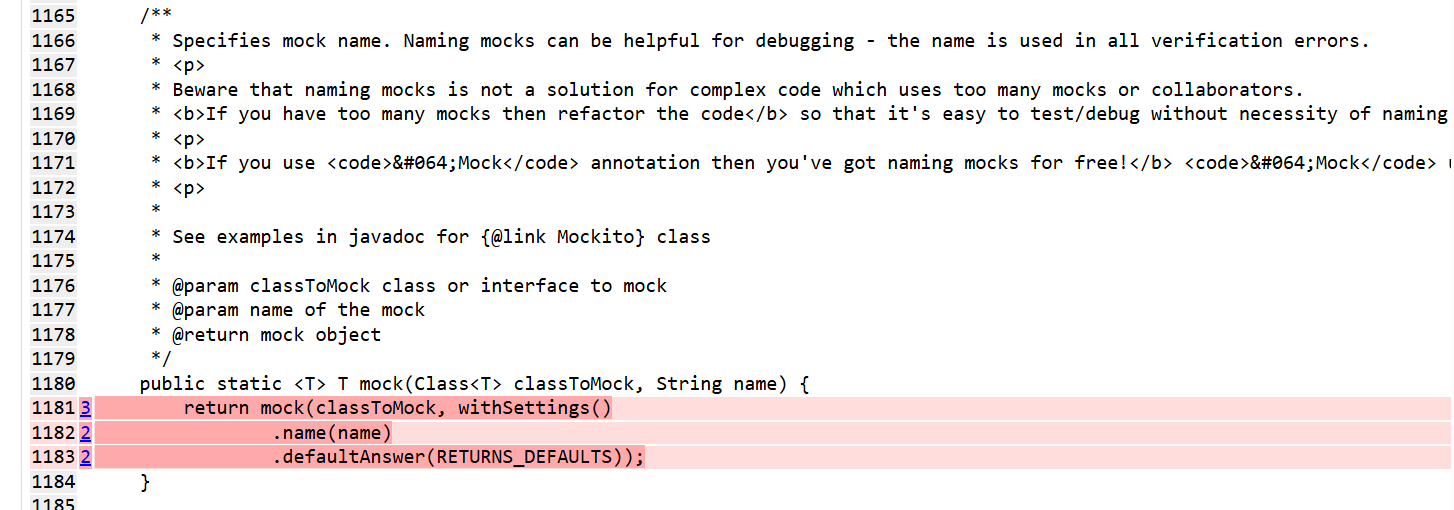 1165 /**
1166 * Specifies mock name. Naming mocks can be helpful for debugging - the name is used in all verification errors.
1167 * <p>
1168 * Beware that naming mocks is not a solution for complex code which uses too many mocks or collaborators.
1169 * <b>If you have too many mocks then refactor the code</b> so that it's easy to test/debug without necessity of naming
1170 * <p>
1171 * <b>If you use <code>&#064;Mock</code> annotation then you've got naming mocks for free!</b> <code>&#064;Mock</code>
1172 * <p>
1173 *
1174 * See examples in javadoc for {@link Mockito} class
1175 *
1176 * @param classToMock class or interface to mock
1177 * @param name of the mock
1178 * @return mock object
1179 */
1180 public static <T> T mock(Class<T> classToMock, String name) {
1181 3 return mock(classToMock, withSettings()
1182 2 .name(name)
1183 2 .defaultAnswer(RETURNS_DEFAULTS));
1184 }
1185